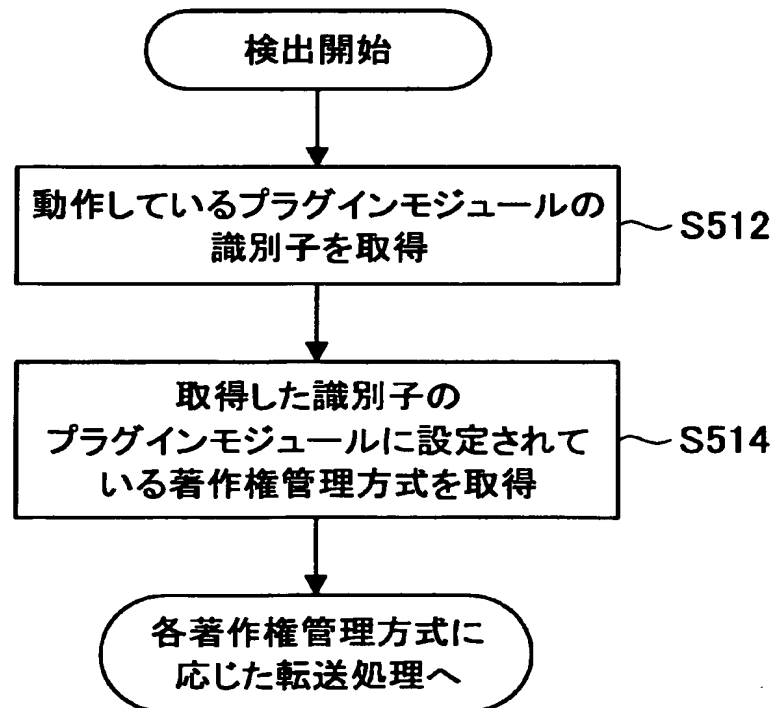 検出開始
動作しているプラグインモジュールの
識別子を取得
S512
取得した識別子の
プラグインモジュールに設定されて
いる著作権管理方式を取得
S514
各著作権管理方式に
応じた転送処理へ